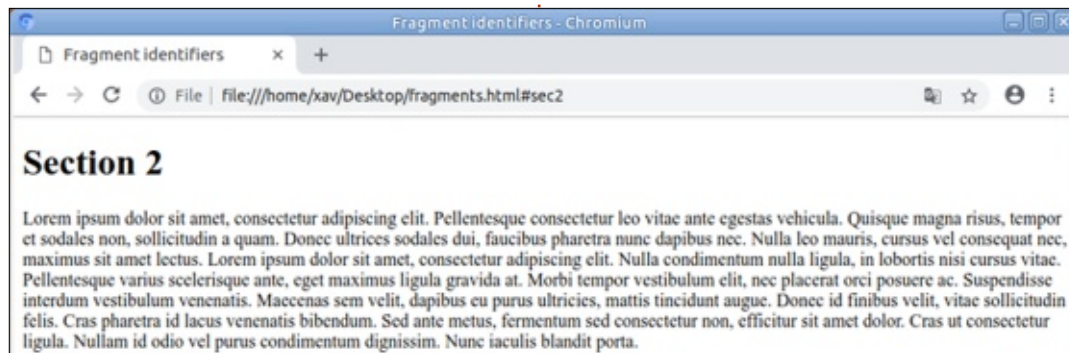 Fragment identifiers - Chromium
Fragment identifiers
File | file:///home/xav/Desktop/fragments.html#sec2
Section 2
Lorem ipsum dolor sit amet, consectetur adipiscing elit. Pellentesque consectetur leo vitae ante egestas vehicula. Quisque magna risus, tempor
et sodales non, sollicitudin a quam. Donec ultrices sodales dui, faucibus pharetra nunc dapibus nec. Nulla leo mauris, cursus vel consequat nec,
maximus sit amet lectus. Lorem ipsum dolor sit amet, consectetur adipiscing elit. Nulla condimentum nulla ligula, in lobortis nisi cursus vitae.
Pellentesque varius scelerisque ante, eget maximus ligula gravida at. Morbi tempor vestibulum elit, nec placerat orci posuere ac. Suspendisse
interdum vestibulum venenatis. Maecenas sem velit, dapibus eu purus ultricies, mattis tincidunt augue. Donec id finibus velit, vitae sollicitudin
felis. Cras pharetra id lacus venenatis bibendum. Sed ante metus, fermentum sed consectetur non, efficitur sit amet dolor. Cras ut consectetur
ligula. Nullam id odio vel purus condimentum dignissim. Nunc iaculis blandit porta.